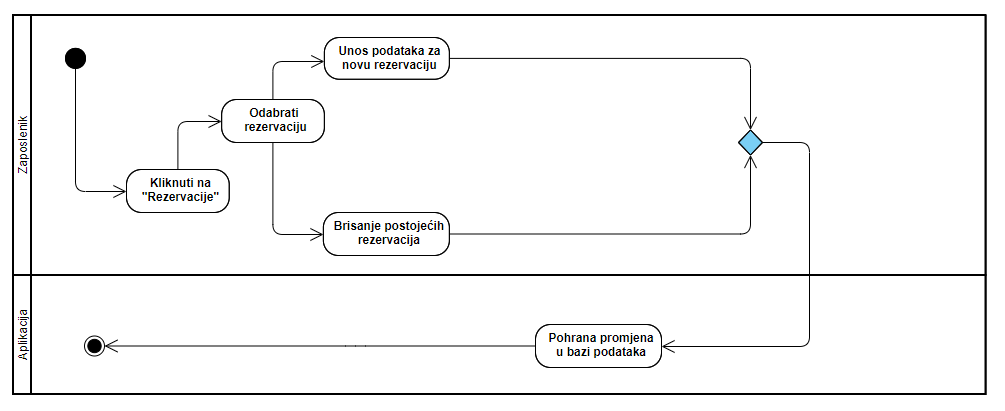 Zaposlenik
Unos podataka za
novu rezervaciju
Odabrati
rezervaciju
Kliknuti na
"Rezervacije"
Brisanje postojećih
rezervacija
Aplikacija
Pohrana promjena
u bazi podataka